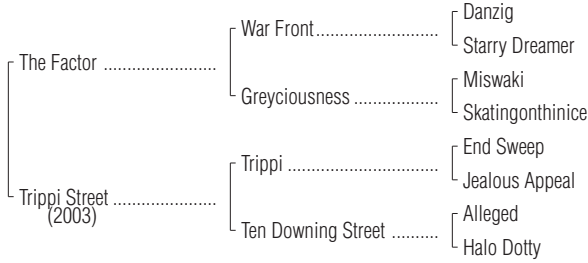 Danzig
War Front
Starry Dreamer
The Factor
Miswaki
Greyciousness
Skatingonthinice
End Sweep
Trippi
Jealous Appeal
Trippi Street
(2003)
Alleged
Ten Downing Street
Halo Dotty